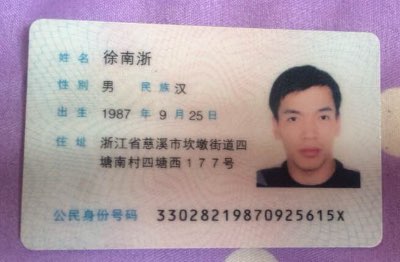 姓名 徐南浙
性别 男 民族 汉
出生 1987 年 9 月 25 日
住址 浙江省慈溪市坎墩街道四
塘南村四塘西177号
公民身份号码 33028219870925615X